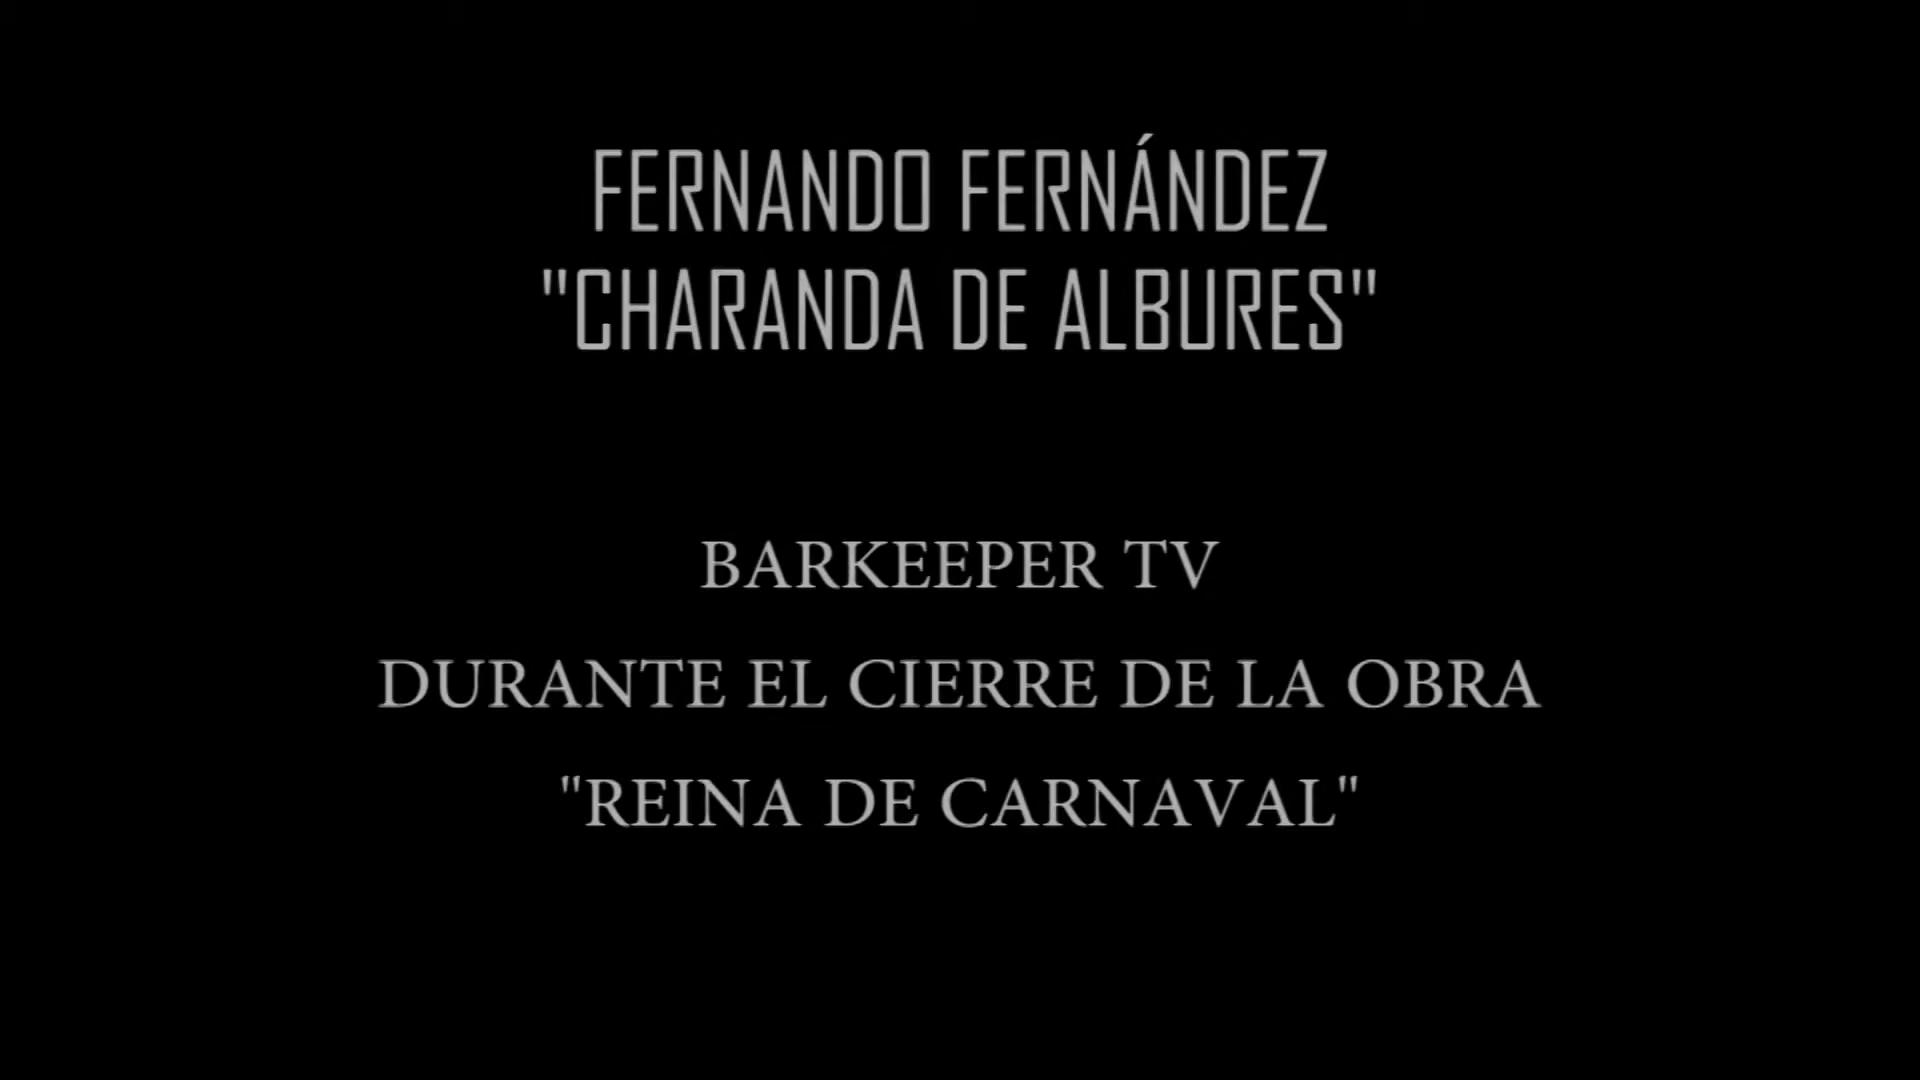 FERNANDO FERNÁNDEZ
"CHARANDA DE ALBURES"
BARKEEPER TV
DURANTE EL CIERRE DE LA OBRA
"REINA DE CARNAVAL"